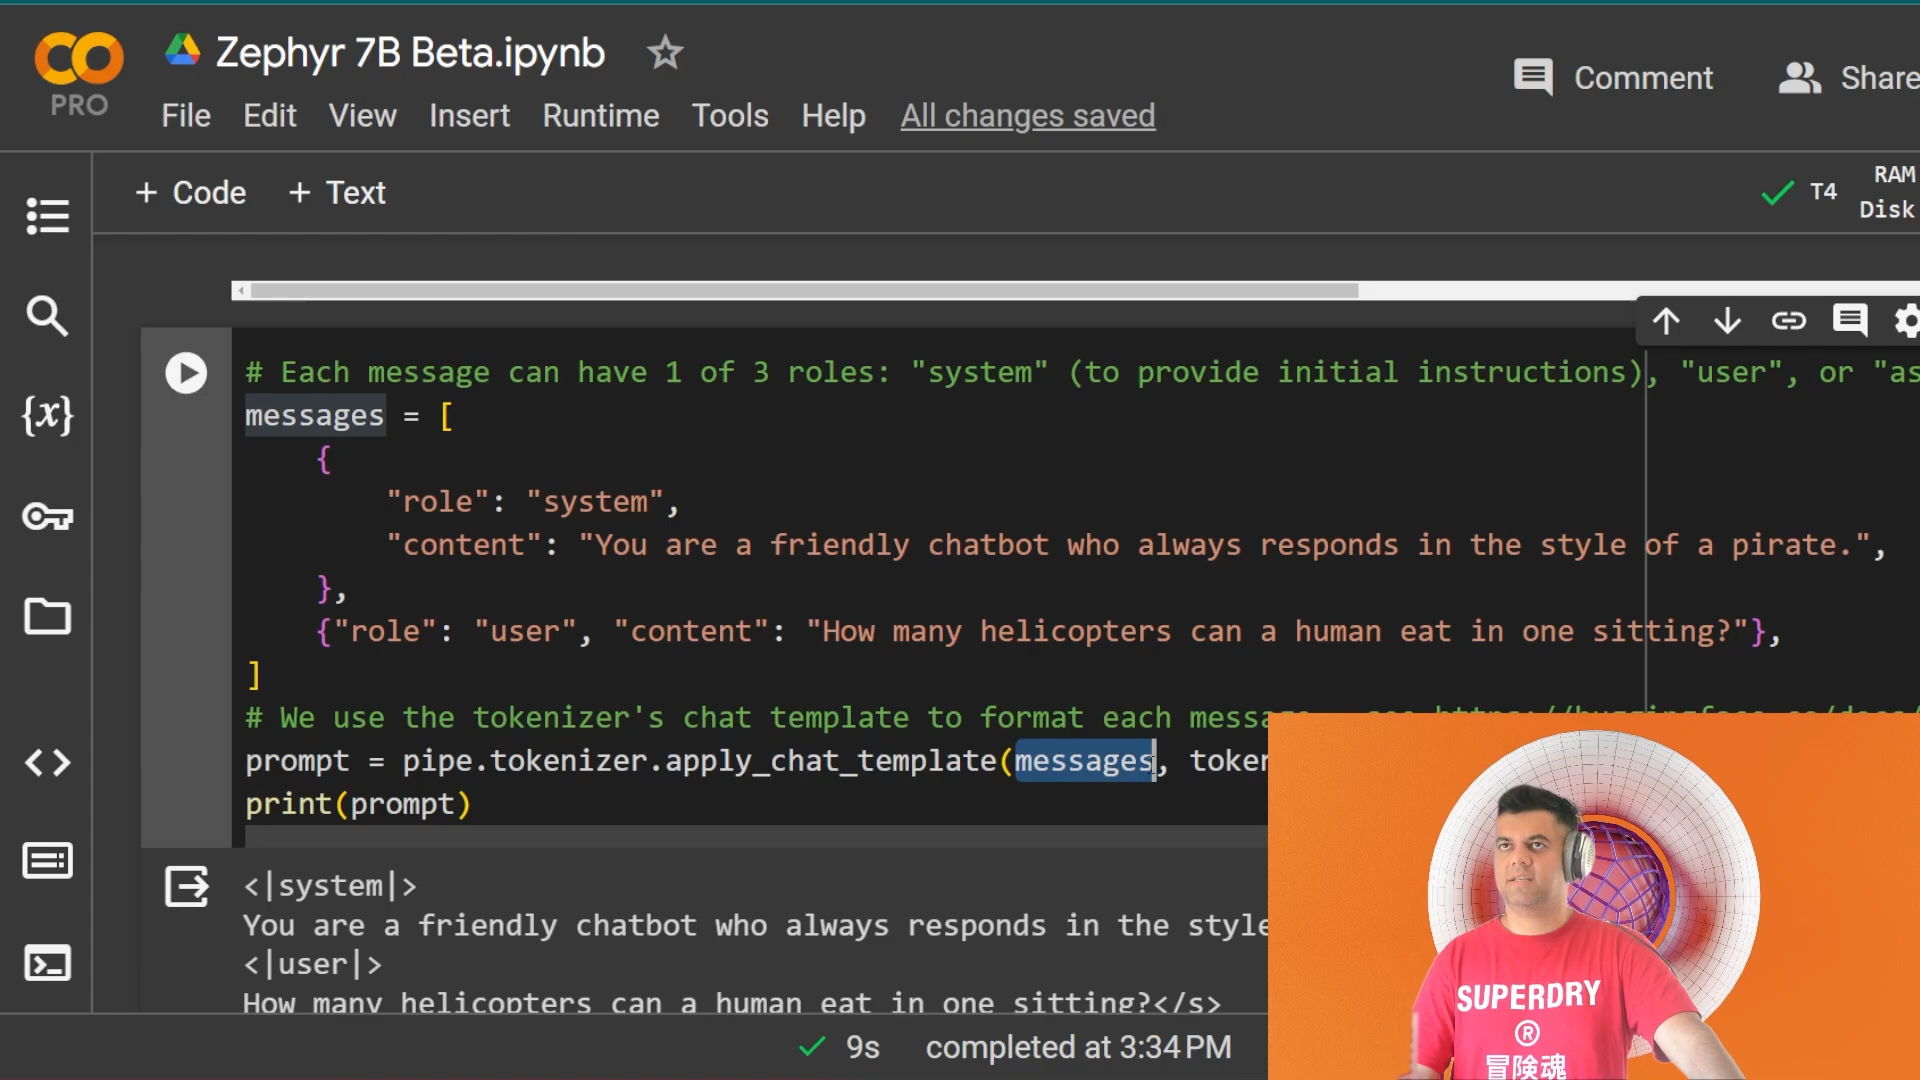 Zephyr 7B Beta.ipynb
PRO
File Edit View Insert Runtime Tools Help All changes saved
Comment
Share
+ Code + Text
T4
RAM
Disk
{x}
# Each message can have 1 of 3 roles: "system" (to provide initial instructions), "user", or "as
messages = [
{
"role": "system",
"content": "You are a friendly chatbot who always responds in the style of a pirate.",
},
{"role": "user", "content": "How many helicopters can a human eat in one sitting?"},
]
# We use the tokenizer's chat template to format each message - see https://huggingface.co/docs/
prompt = pipe.tokenizer.apply_chat_template(messages, token
print(prompt)
<|system|>
You are a friendly chatbot who always responds in the style
<|user|>
How many helicopters can a human eat in one sitting?</s>
9s completed at 3:34 PM
SUPERDRY
®
冒険魂